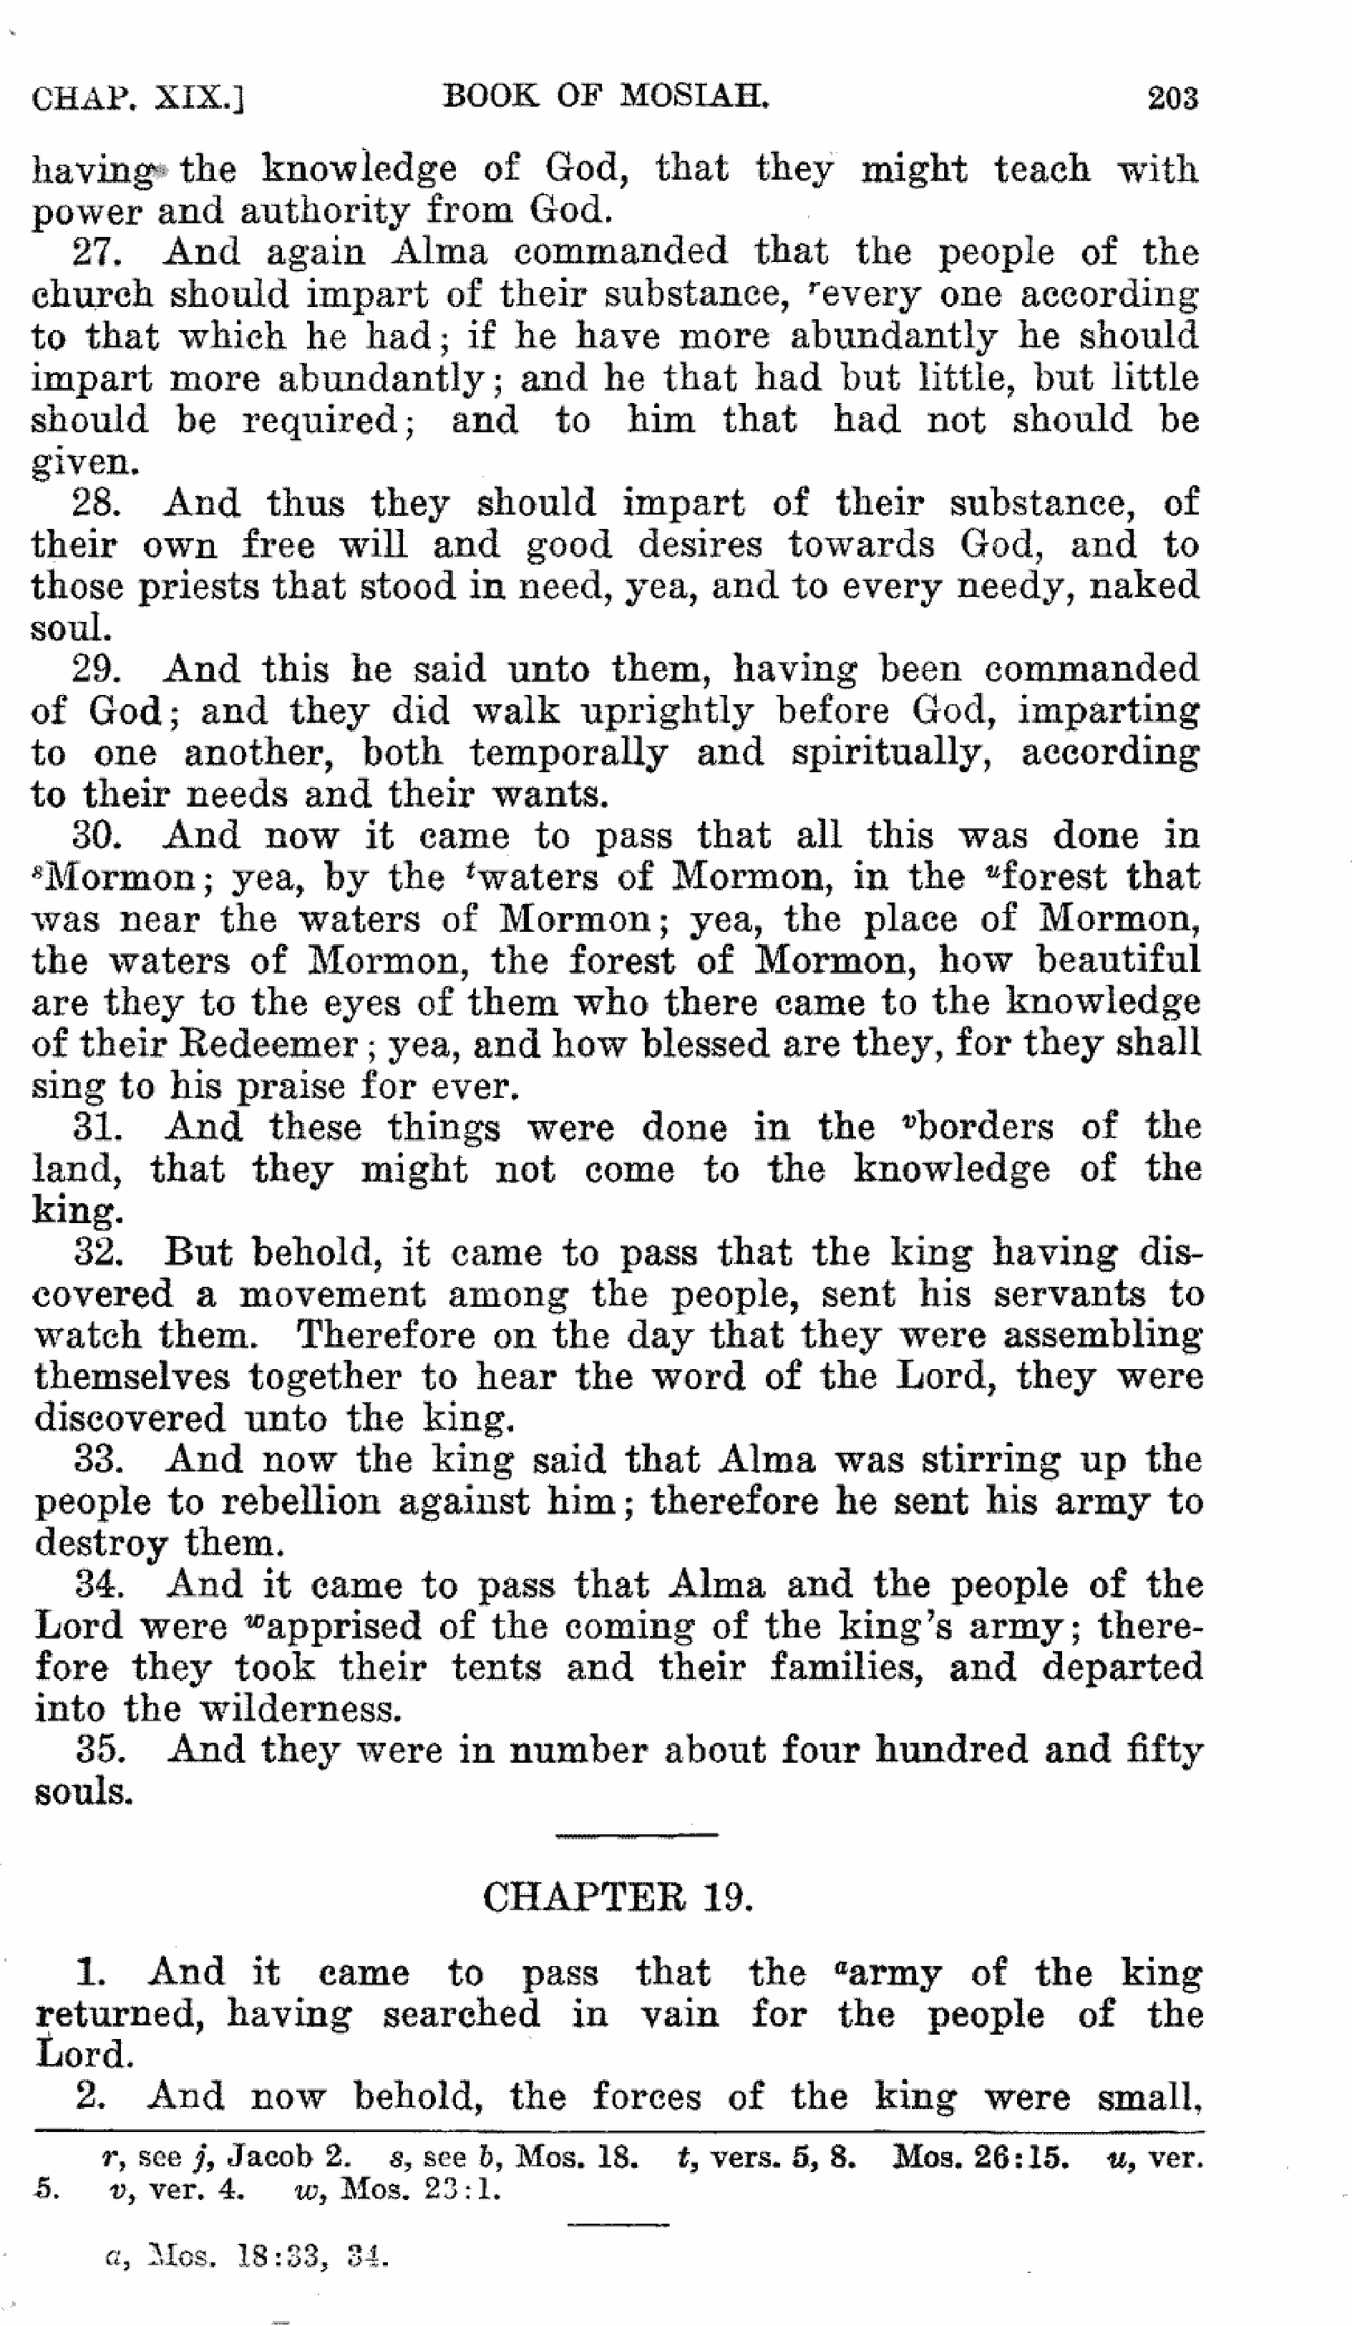 CHAP. XIX.] BOOK OF MOSIAH. 203
having the knowledge of God, that they might teach with
power and authority from God.
27. And again Alma commanded that the people of the
church should impart of their substance, ʳevery one according
to that which he had; if he have more abundantly he should
impart more abundantly; and he that had but little, but little
should be required; and to him that had not should be
given.
28. And thus they should impart of their substance, of
their own free will and good desires towards God, and to
those priests that stood in need, yea, and to every needy, naked
soul.
29. And this he said unto them, having been commanded
of God; and they did walk uprightly before God, imparting
to one another, both temporally and spiritually, according
to their needs and their wants.
30. And now it came to pass that all this was done in
ˢMormon; yea, by the ᵗwaters of Mormon, in the ᵘforest that
was near the waters of Mormon; yea, the place of Mormon,
the waters of Mormon, the forest of Mormon, how beautiful
are they to the eyes of them who there came to the knowledge
of their Redeemer; yea, and how blessed are they, for they shall
sing to his praise for ever.
31. And these things were done in the ᵛborders of the
land, that they might not come to the knowledge of the
king.
32. But behold, it came to pass that the king having dis-
covered a movement among the people, sent his servants to
watch them. Therefore on the day that they were assembling
themselves together to hear the word of the Lord, they were
discovered unto the king.
33. And now the king said that Alma was stirring up the
people to rebellion against him; therefore he sent his army to
destroy them.
34. And it came to pass that Alma and the people of the
Lord were ʷapprised of the coming of the king's army; there-
fore they took their tents and their families, and departed
into the wilderness.
35. And they were in number about four hundred and fifty
souls.
CHAPTER 19.
1. And it came to pass that the ᵃarmy of the king
returned, having searched in vain for the people of the
Lord.
2. And now behold, the forces of the king were small,
r, see j, Jacob 2. s, see b, Mos. 18. t, vers. 5, 8. Mos. 26:15. u, ver.
5. v, ver. 4. w, Mos. 23:1.
a, Mos. 18:33, 34.